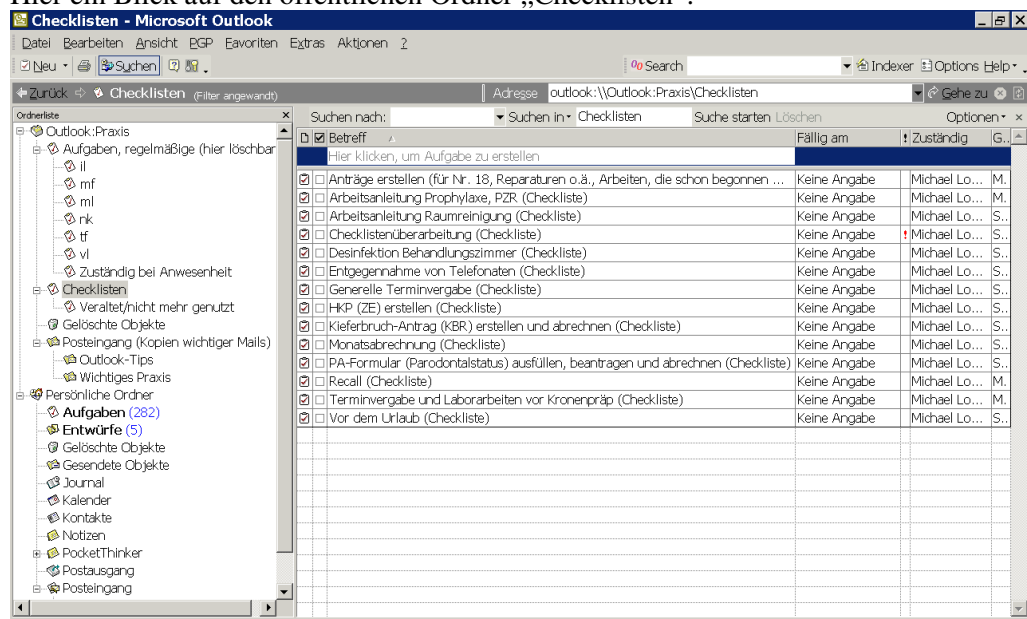 Hier ein Blick auf den öffentlichen Ordner „Checklisten“:
Checklisten - Microsoft Outlook
Datei Bearbeiten Ansicht PGP Favoriten Extras Aktionen ?
Neu Suchen Search Indexer Options Help
Zurück Checklisten (Filter angewandt) Adresse outlook:\\Outlook:Praxis\Checklisten Gehe zu
Ordnerliste
Outlook:Praxis
Aufgaben, regelmäßige (hier löschbar
il
mf
ml
nk
tf
vl
Zuständig bei Anwesenheit
Checklisten
Veraltet/nicht mehr genutzt
Gelöschte Objekte
Posteingang (Kopien wichtiger Mails)
Outlook-Tips
Wichtiges Praxis
Persönliche Ordner
Aufgaben (282)
Entwürfe (5)
Gelöschte Objekte
Gesendete Objekte
Journal
Kalender
Kontakte
Notizen
PocketThinker
Postausgang
Posteingang
Suchen nach: Suchen in Checklisten Suche starten Löschen Optionen
Betreff Fällig am ! Zuständig G..
Hier klicken, um Aufgabe zu erstellen
Anträge erstellen (für Nr. 18, Reparaturen o.ä., Arbeiten, die schon begonnen ... Keine Angabe Michael Lo... M.
Arbeitsanleitung Prophylaxe, PZR (Checkliste) Keine Angabe Michael Lo... M.
Arbeitsanleitung Raumreinigung (Checkliste) Keine Angabe Michael Lo... S..
Checklistenüberarbeitung (Checkliste) Keine Angabe ! Michael Lo... S..
Desinfektion Behandlungszimmer (Checkliste) Keine Angabe Michael Lo... S..
Entgegennahme von Telefonaten (Checkliste) Keine Angabe Michael Lo... S..
Generelle Terminvergabe (Checkliste) Keine Angabe Michael Lo... S..
HKP (ZE) erstellen (Checkliste) Keine Angabe Michael Lo... S..
Kieferbruch-Antrag (KBR) erstellen und abrechnen (Checkliste) Keine Angabe Michael Lo... S..
Monatsabrechnung (Checkliste) Keine Angabe Michael Lo... S..
PA-Formular (Parodontalstatus) ausfüllen, beantragen und abrechnen (Checkliste) Keine Angabe Michael Lo... S..
Recall (Checkliste) Keine Angabe Michael Lo... M.
Terminvergabe und Laborarbeiten vor Kronenpräp (Checkliste) Keine Angabe Michael Lo... M.
Vor dem Urlaub (Checkliste) Keine Angabe Michael Lo... S..